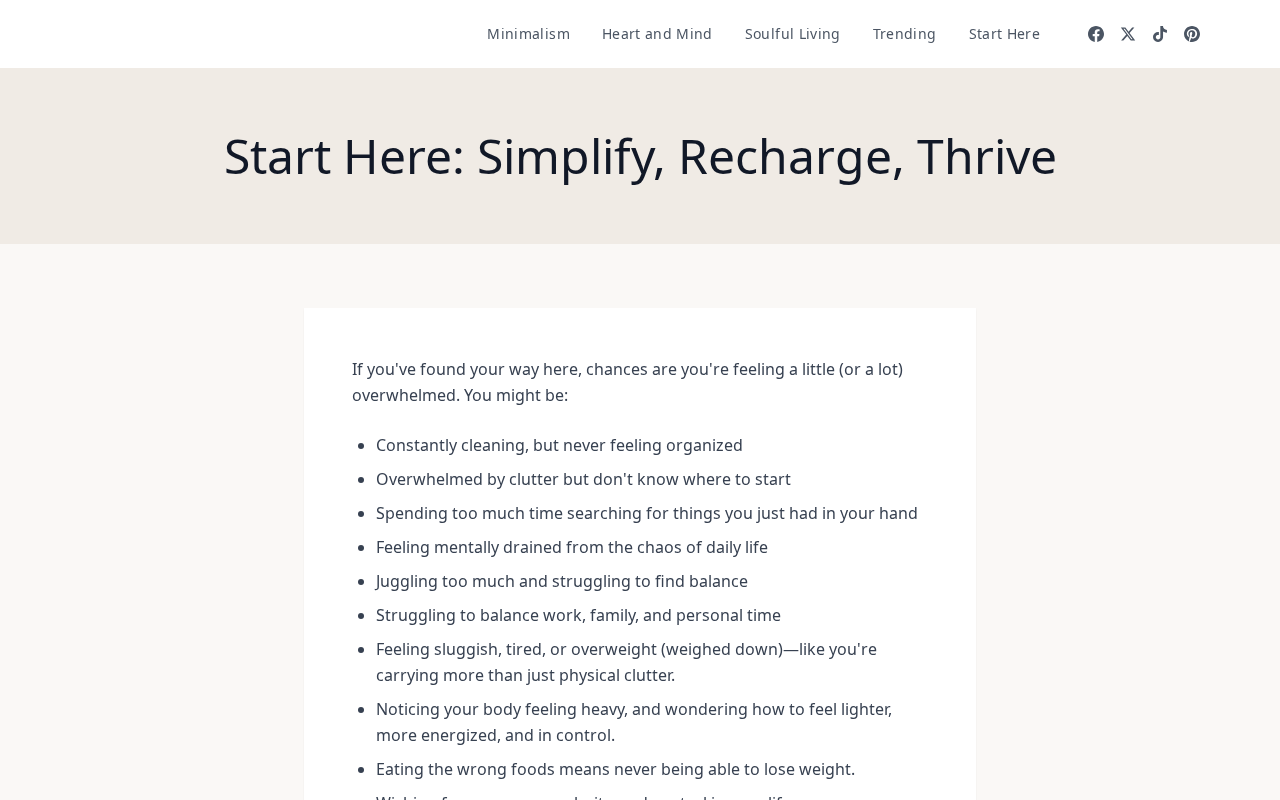 Minimalism Heart and Mind Soulful Living Trending Start Here
Start Here: Simplify, Recharge, Thrive
If you've found your way here, chances are you're feeling a little (or a lot)
overwhelmed. You might be:
• Constantly cleaning, but never feeling organized
• Overwhelmed by clutter but don't know where to start
• Spending too much time searching for things you just had in your hand
• Feeling mentally drained from the chaos of daily life
• Juggling too much and struggling to find balance
• Struggling to balance work, family, and personal time
• Feeling sluggish, tired, or overweight (weighed down)—like you're
carrying more than just physical clutter.
• Noticing your body feeling heavy, and wondering how to feel lighter,
more energized, and in control.
• Eating the wrong foods means never being able to lose weight.